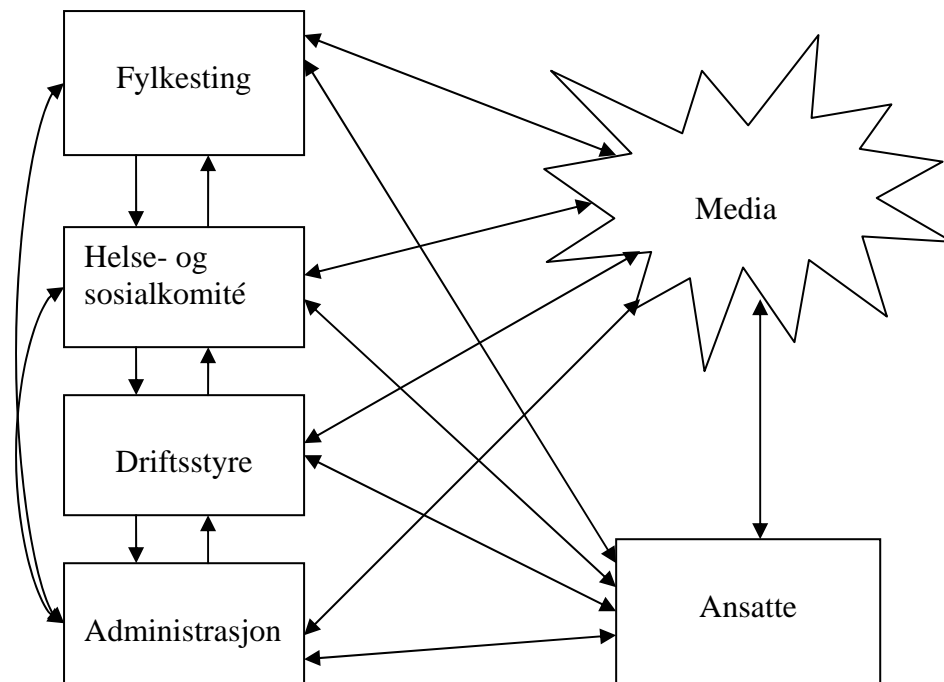 Fylkesting
Media
Helse- og
sosialkomité
Driftsstyre
Ansatte
Administrasjon